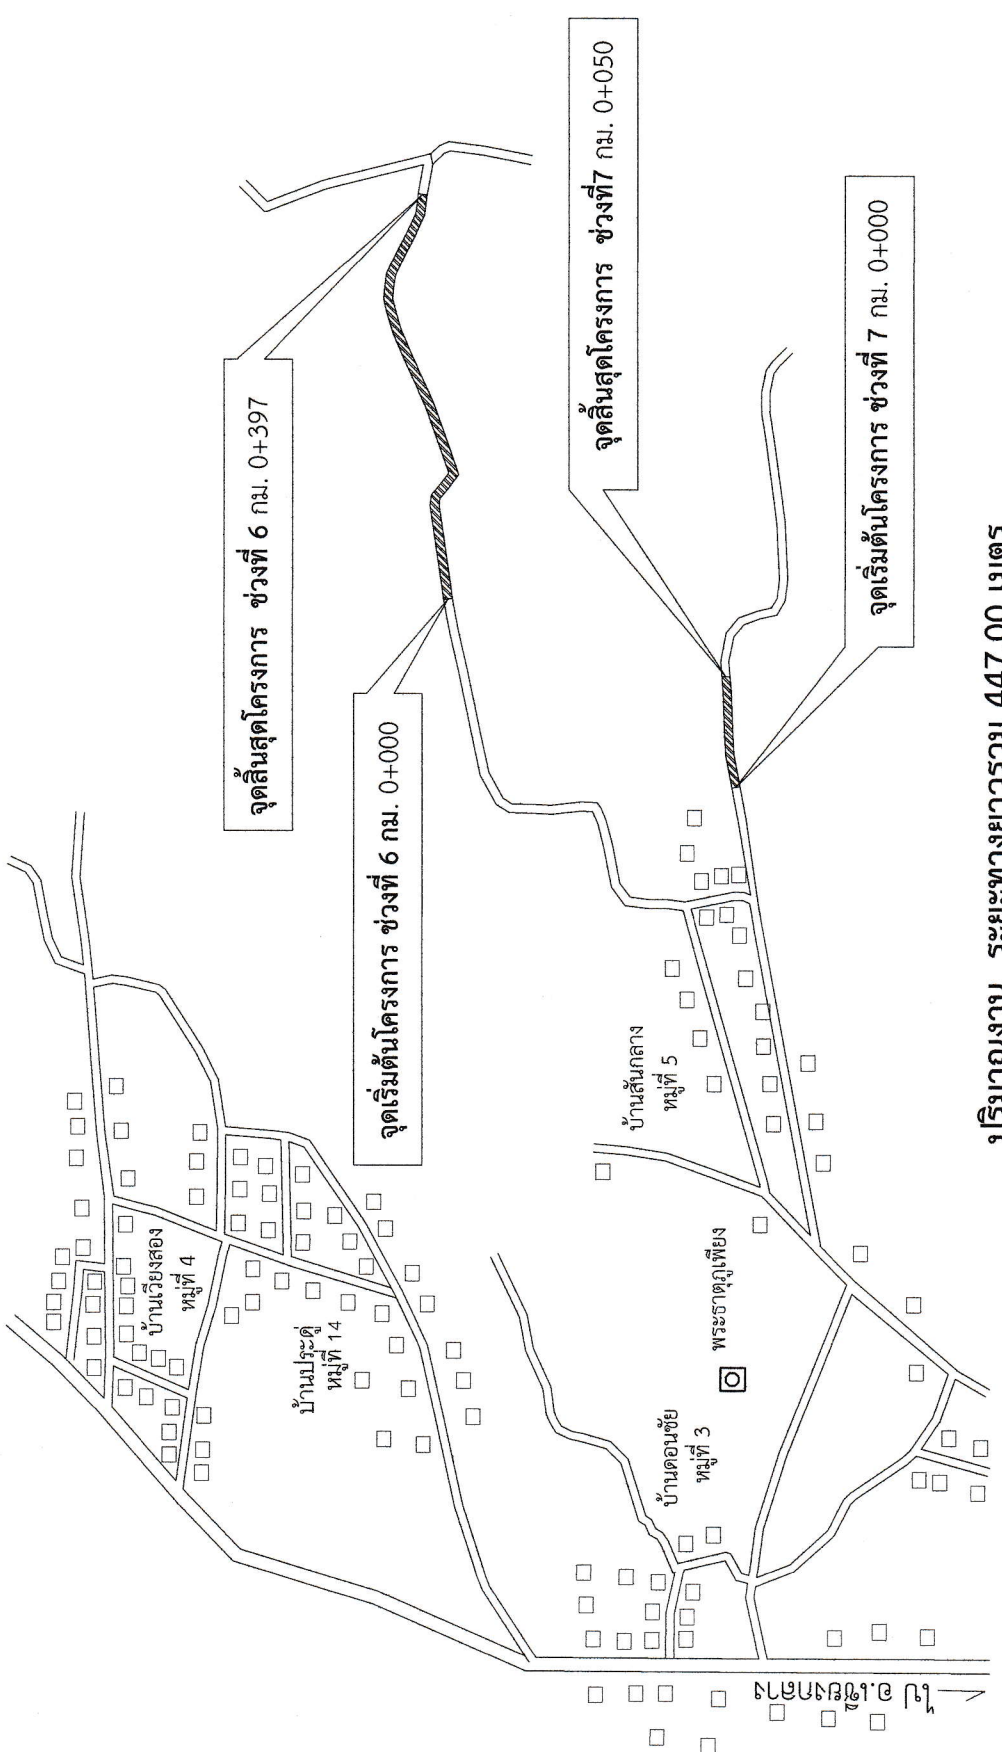 จุดสิ้นสุดโครงการ ช่วงที่ 6 กม. 0+397
จุดเริ่มต้นโครงการ ช่วงที่ 6 กม. 0+000
จุดสิ้นสุดโครงการ ช่วงที่7 กม. 0+050
จุดเริ่มต้นโครงการ ช่วงที่ 7 กม. 0+000
บ้านเวียงสอง
หมู่ที่ 4
บ้านประดู่
หมู่ที่ 14
บ้านสันกลาง
หมู่ที่ 5
พระธาตุภูเพียง
บ้านดอนชัย
หมู่ที่ 3
ไป อ.เชียงกลาง
ปริมาณงาน ระยะทางยาวรวม 447.00 เมตร